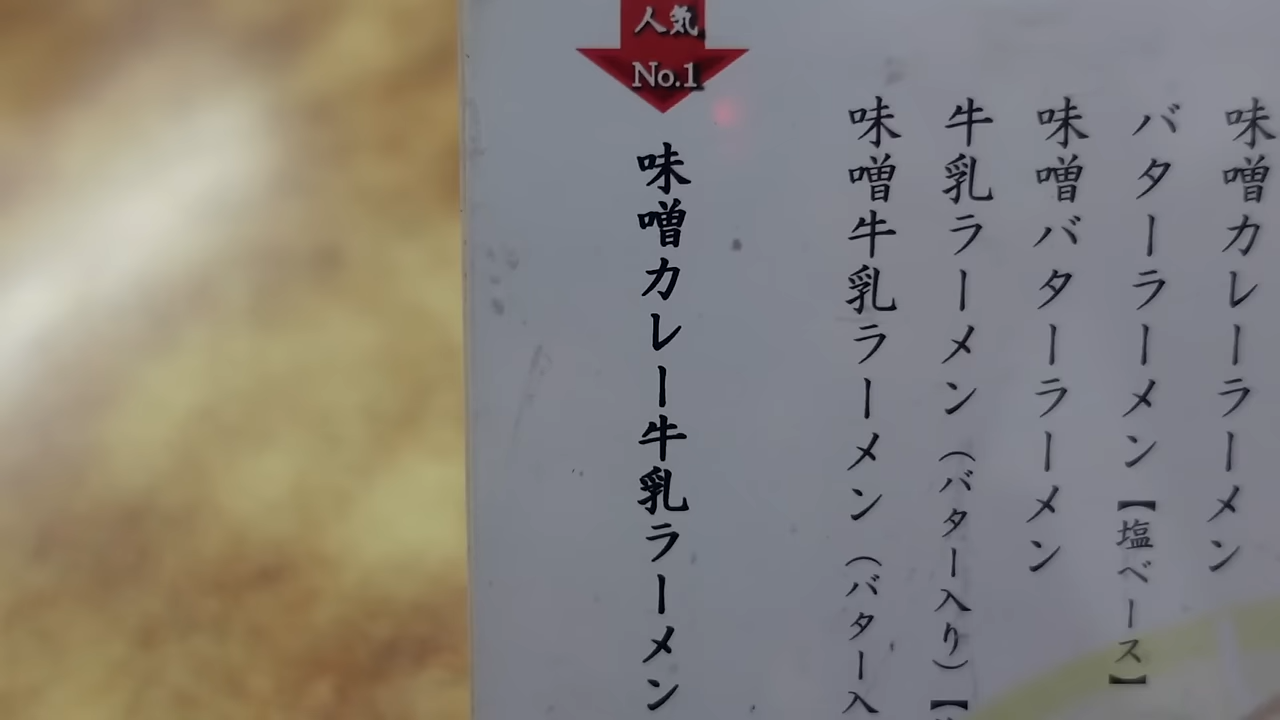 味噌カレーラーメン
バターラーメン【塩ベース】
味噌バターラーメン
牛乳ラーメン（バター入り）【
味噌牛乳ラーメン（バター入
人気
No.1
味噌カレー牛乳ラーメン